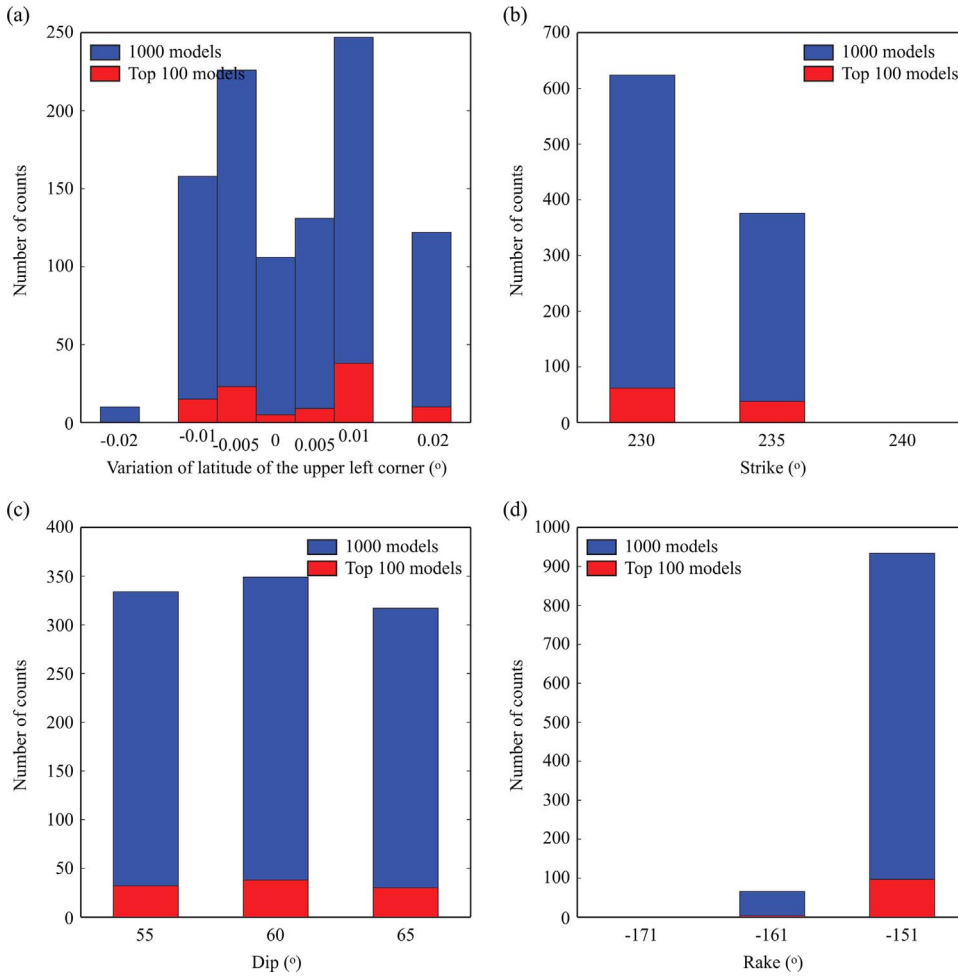 (a)
250
200
150
100
50
0
Number of counts
1000 models
Top 100 models
-0.02
-0.01
-0.005
0
0.005
0.01
0.02
Variation of latitude of the upper left corner (º)
(b)
700
600
500
400
300
200
100
0
Number of counts
1000 models
Top 100 models
230
235
240
Strike (º)
(c)
400
350
300
250
200
150
100
50
0
Number of counts
1000 models
Top 100 models
55
60
65
Dip (º)
(d)
1000
900
800
700
600
500
400
300
200
100
0
Number of counts
1000 models
Top 100 models
-171
-161
-151
Rake (º)